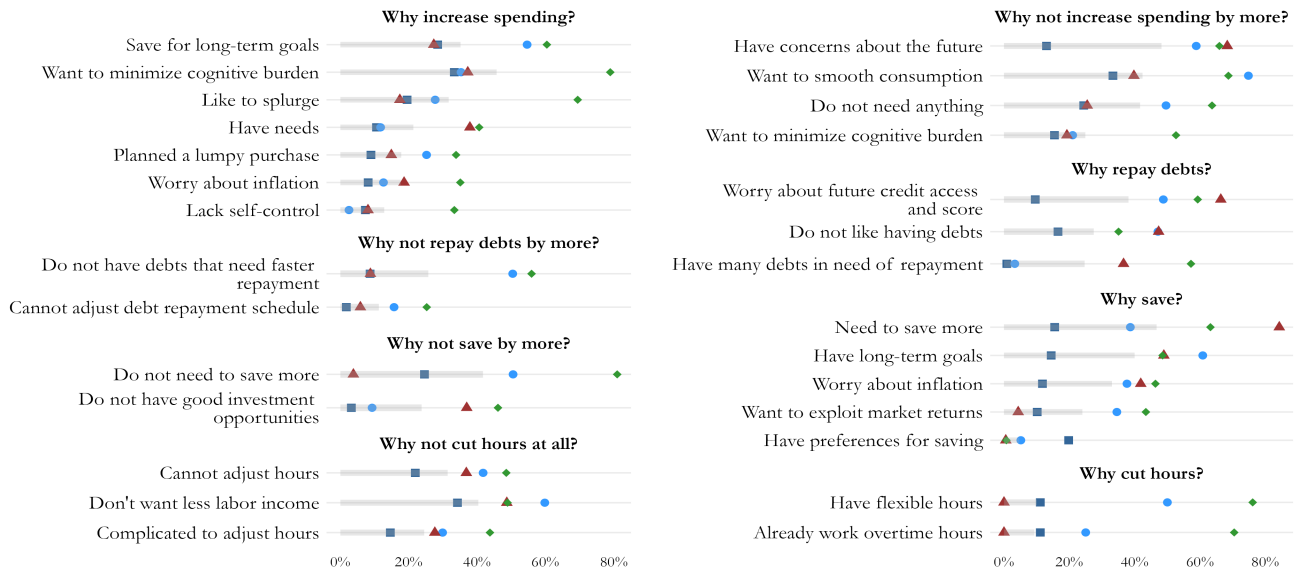 Why increase spending?
Save for long-term goals
Want to minimize cognitive burden
Like to splurge
Have needs
Planned a lumpy purchase
Worry about inflation
Lack self-control
Why not repay debts by more?
Do not have debts that need faster
repayment
Cannot adjust debt repayment schedule
Why not save by more?
Do not need to save more
Do not have good investment
opportunities
Why not cut hours at all?
Cannot adjust hours
Don't want less labor income
Complicated to adjust hours
0% 20% 40% 60% 80%
Why not increase spending by more?
Have concerns about the future
Want to smooth consumption
Do not need anything
Want to minimize cognitive burden
Why repay debts?
Worry about future credit access
and score
Do not like having debts
Have many debts in need of repayment
Why save?
Need to save more
Have long-term goals
Worry about inflation
Want to exploit market returns
Have preferences for saving
Why cut hours?
Have flexible hours
Already work overtime hours
0% 20% 40% 60% 80%